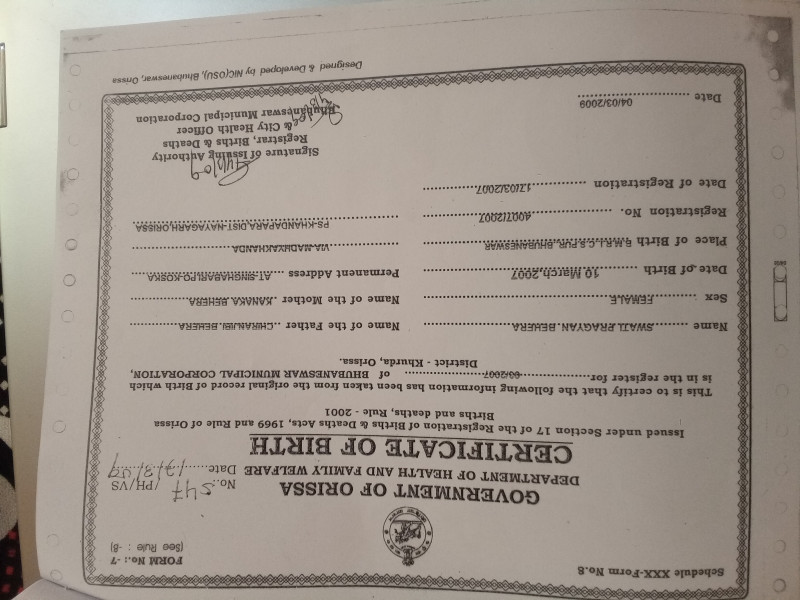 Schedule XXX-Form No.8
FORM No.: -7
(See Rule : -8)
GOVERNMENT OF ORISSA
DEPARTMENT OF HEALTH AND FAMILY WELFARE
No.: 547 /PH/VS
Date
CERTIFICATE OF BIRTH
Issued under Section 17 of the Registration of Births & Deaths Acts, 1969 and Rule of Orissa
Births and deaths, Rule - 2001
This is to certify that the following information has been taken from the original record of Birth which
is in the register for 03/2007 of BHUBANESWAR MUNICIPAL CORPORATION,
District - Khurda, Orissa.
Name SWATI PRAGYAN BEHERA
Name of the Father CHIRANJIBI BEHERA
Sex FEMALE
Name of the Mother KANAKA BEHERA
Date of Birth 10 March, 2007
Permanent Address AT-SINGHABARI PO-KOSKA
Place of Birth BHUBANESWAR
VIA-MADHYAKHANDA
Registration No. 4007/2007
PS-KHANDAPARA DIST-NAYAGARH,ORISSA
Date of Registration 17/03/2007
Signature of Issuing Authority
Registrar, Births & Deaths
& City Health Officer
Bhubaneswar Municipal Corporation
Date 04/03/2009
Designed & Developed by NIC(OSU), Bhubaneswar, Orissa